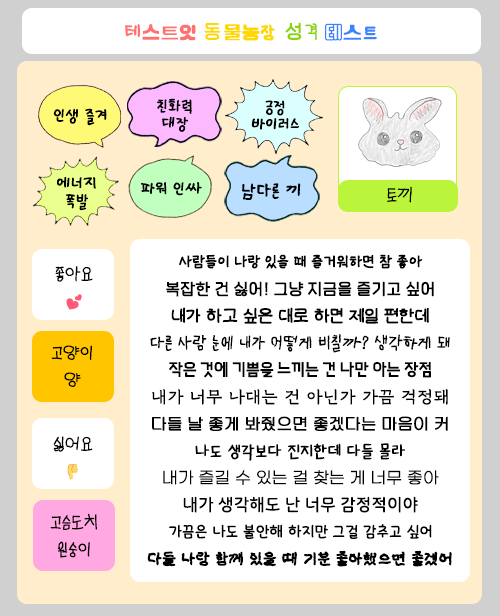 테스트잇 동물농장 성격 테스트
인생 즐겨
친화력
대장
긍정
바이러스
에너지
폭발
파워 인싸
남다른 끼
토끼
좋아요
고양이
양
싫어요
고슴도치
원숭이
사람들이 나랑 있을 때 즐거워하면 참 좋아
복잡한 건 싫어! 그냥 지금을 즐기고 싶어
내가 하고 싶은 대로 하면 제일 편한데
다른 사람 눈에 내가 어떻게 비칠까? 생각하게 돼
작은 것에 기쁨을 느끼는 건 나만 아는 장점
내가 너무 나대는 건 아닌가 가끔 걱정돼
다들 날 좋게 봐줬으면 좋겠다는 마음이 커
나도 생각보다 진지한데 다들 몰라
내가 즐길 수 있는 걸 찾는 게 너무 좋아
내가 생각해도 난 너무 감정적이야
가끔은 나도 불안해 하지만 그걸 감추고 싶어
다들 나랑 함께 있을 때 기분 좋아했으면 좋겠어